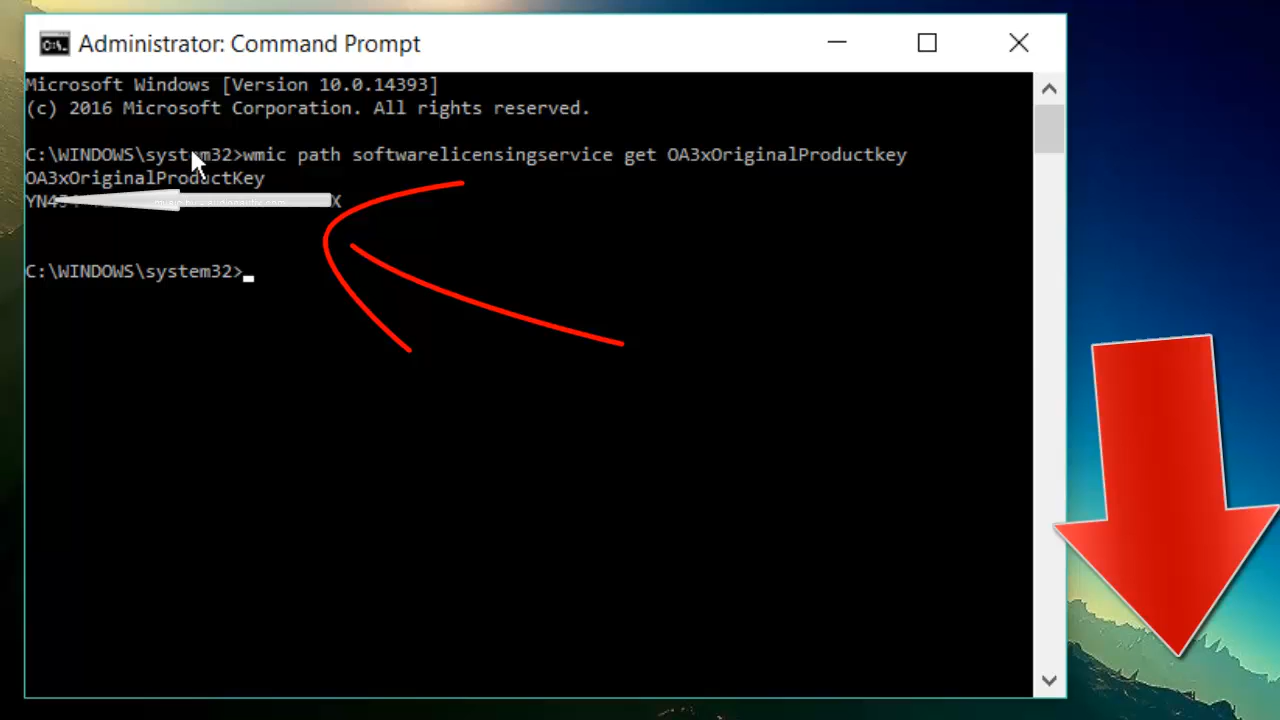 Administrator: Command Prompt
Microsoft Windows [Version 10.0.14393]
(c) 2016 Microsoft Corporation. All rights reserved.
C:\WINDOWS\system32>wmic path softwarelicensingservice get OA3xOriginalProductkey
OA3xOriginalProductKey
C:\WINDOWS\system32>